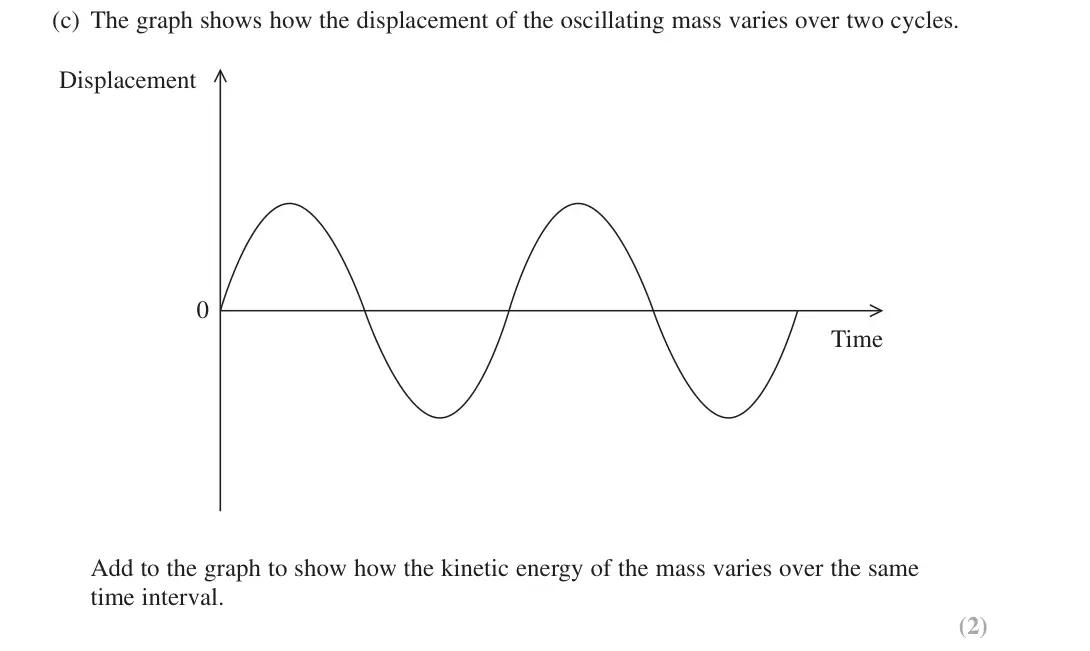 (c) The graph shows how the displacement of the oscillating mass varies over two cycles.
Displacement
0
Time
Add to the graph to show how the kinetic energy of the mass varies over the same
time interval.
(2)